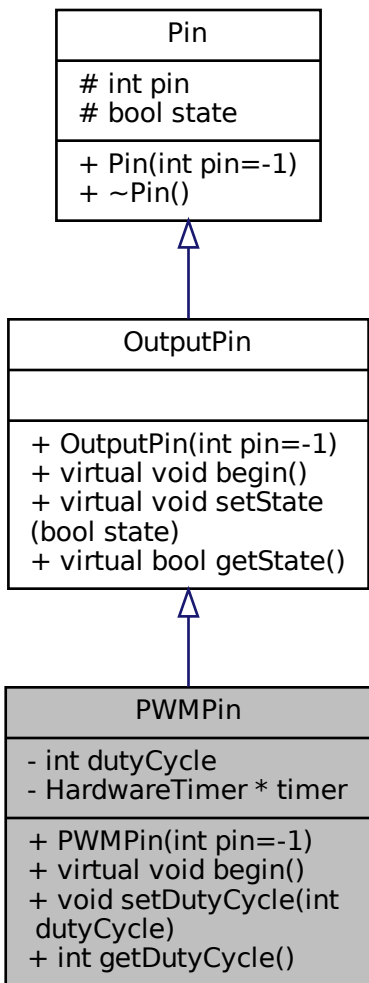 Pin
# int pin
# bool state
+ Pin(int pin=-1)
+ ~Pin()
OutputPin
+ OutputPin(int pin=-1)
+ virtual void begin()
+ virtual void setState
(bool state)
+ virtual bool getState()
PWMPin
- int dutyCycle
- HardwareTimer * timer
+ PWMPin(int pin=-1)
+ virtual void begin()
+ void setDutyCycle(int
dutyCycle)
+ int getDutyCycle()